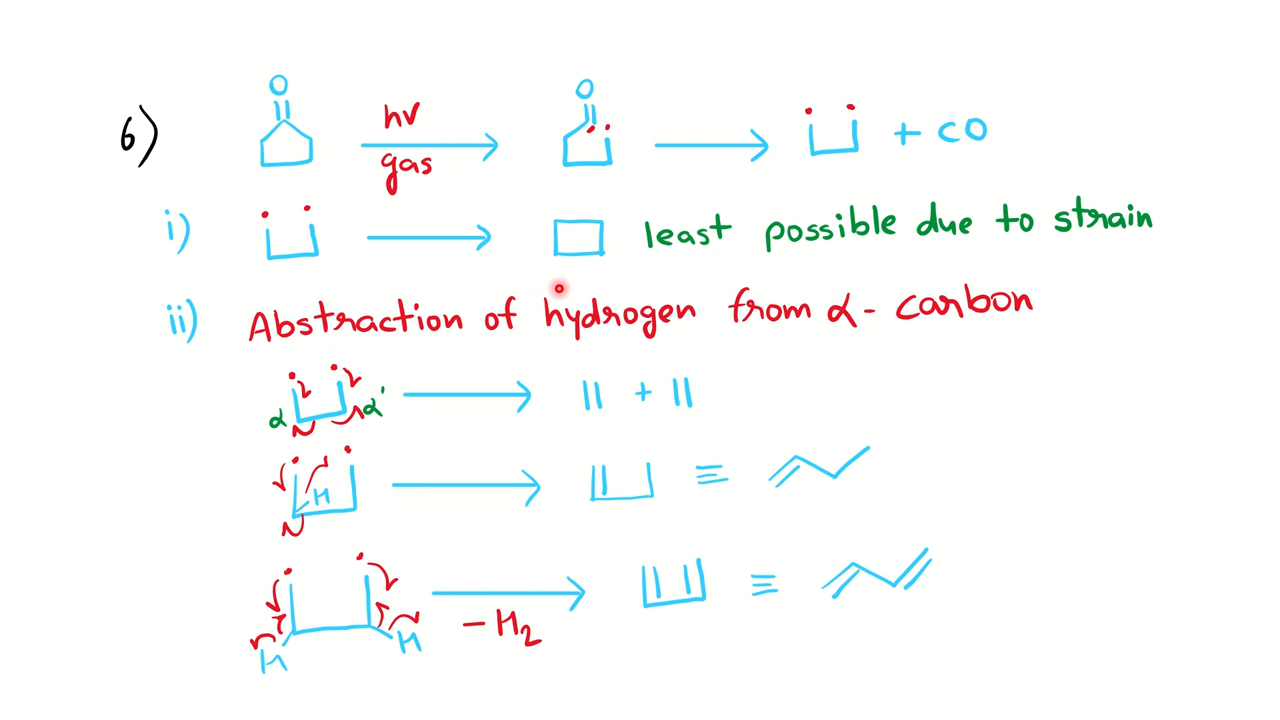 6) O hν gas O + CO
i) least possible due to strain
ii) Abstraction of hydrogen from α - carbon
α α' +
H ≡
H H - H2 ≡